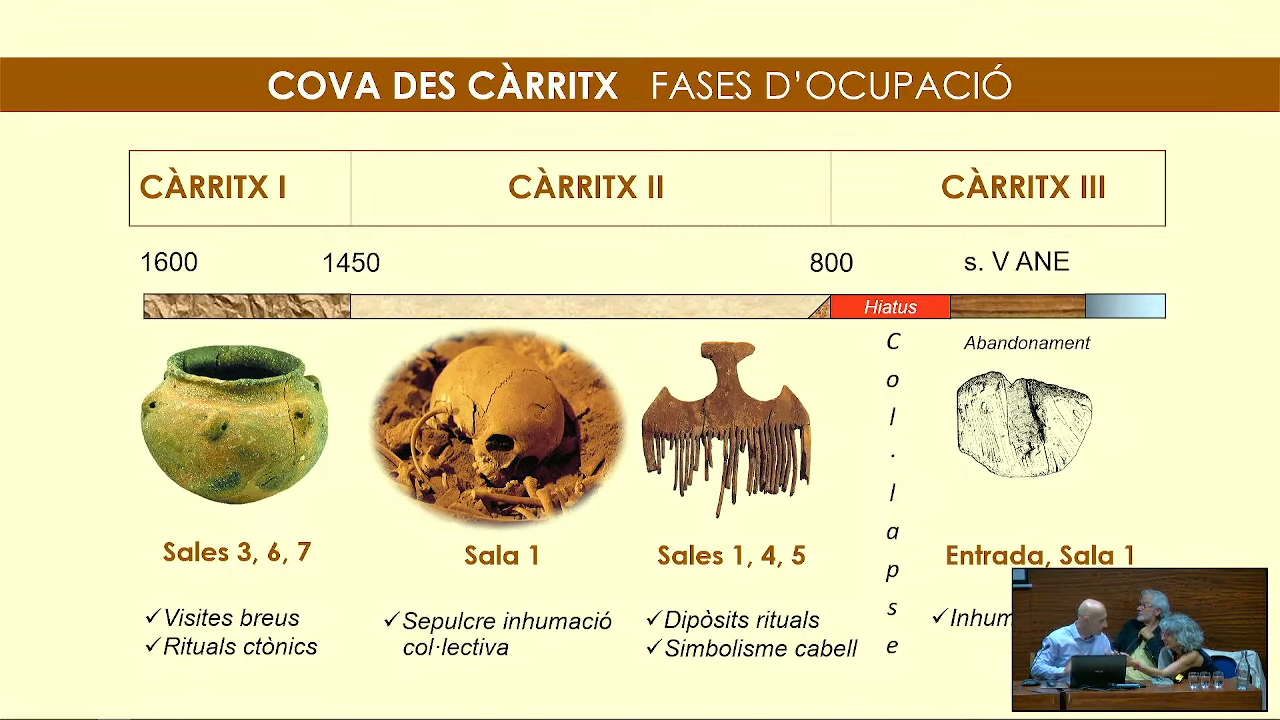 COVA DES CÀRRITX FASES D'OCUPACIÓ
CÀRRITX I CÀRRITX II CÀRRITX III
1600 1450 800 s. V ANE
Hiatus
Col·lapse
Abandonament
Sales 3, 6, 7 Sala 1 Sales 1, 4, 5 Entrada, Sala 1
✓Visites breus
✓Rituals ctònics
✓Sepulcre inhumació
col·lectiva
✓Dipòsits rituals
✓Simbolisme cabell